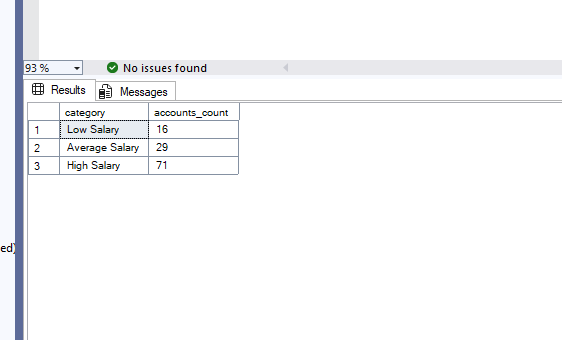 93 %
No issues found
Results
Messages
category accounts_count
1 Low Salary 16
2 Average Salary 29
3 High Salary 71
ed)